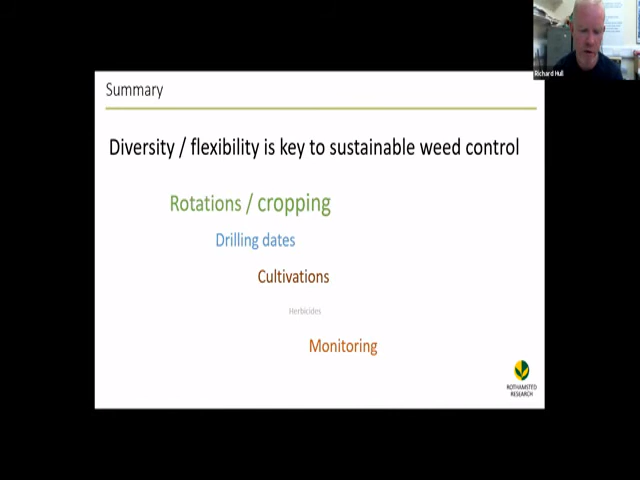 Richard Hull
Summary
Diversity / flexibility is key to sustainable weed control
Rotations / cropping
Drilling dates
Cultivations
Herbicides
Monitoring
ROTHAMSTED
RESEARCH